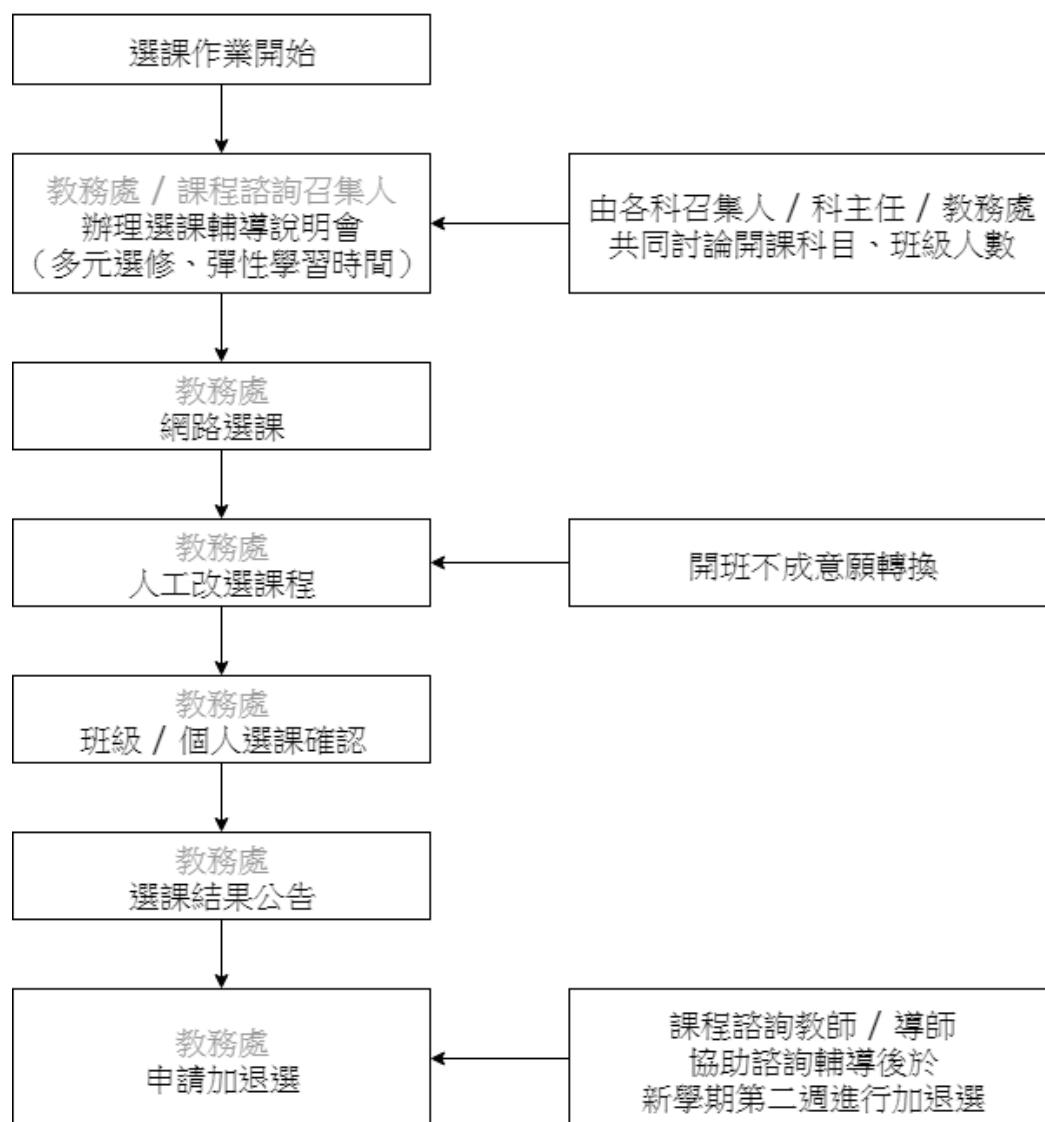 選課作業開始
教務處 / 課程諮詢召集人
辦理選課輔導說明會
（多元選修、彈性學習時間）
由各科召集人 / 科主任 / 教務處
共同討論開課科目、班級人數
教務處
網路選課
教務處
人工改選課程
開班不成意願轉換
教務處
班級 / 個人選課確認
教務處
選課結果公告
教務處
申請加退選
課程諮詢教師 / 導師
協助諮詢輔導後於
新學期第二週進行加退選